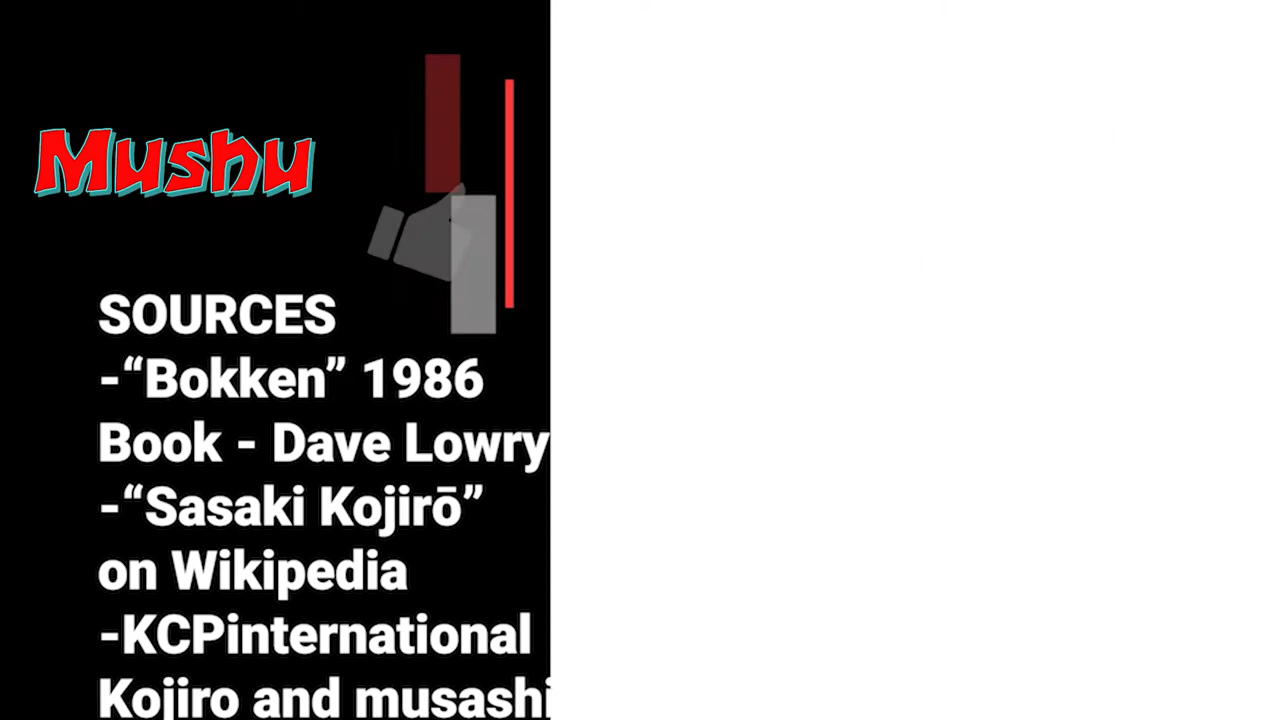 Mushu
SOURCES
-“Bokken” 1986
Book - Dave Lowry
-“Sasaki Kojirō”
on Wikipedia
-KCPinternational
Kojiro and musashi